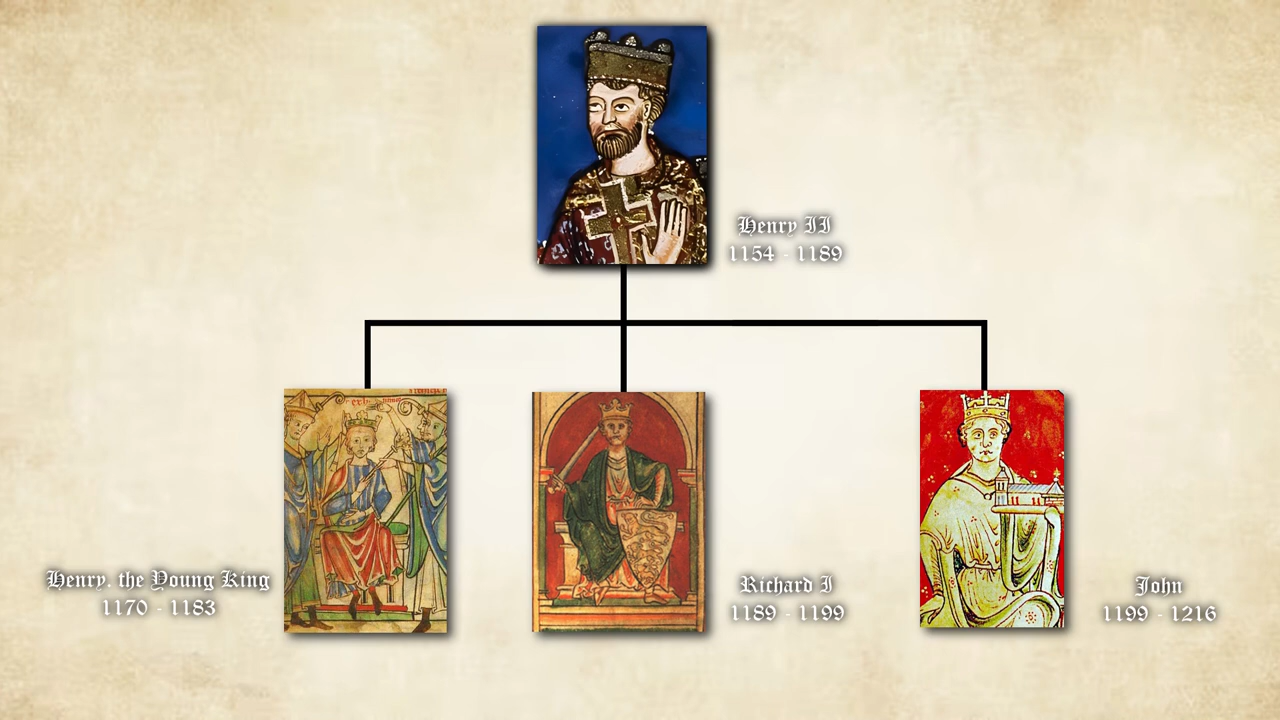 Henry II
1154 - 1189
Henry. the Young King
1170 - 1183
Richard I
1189 - 1199
John
1199 - 1216